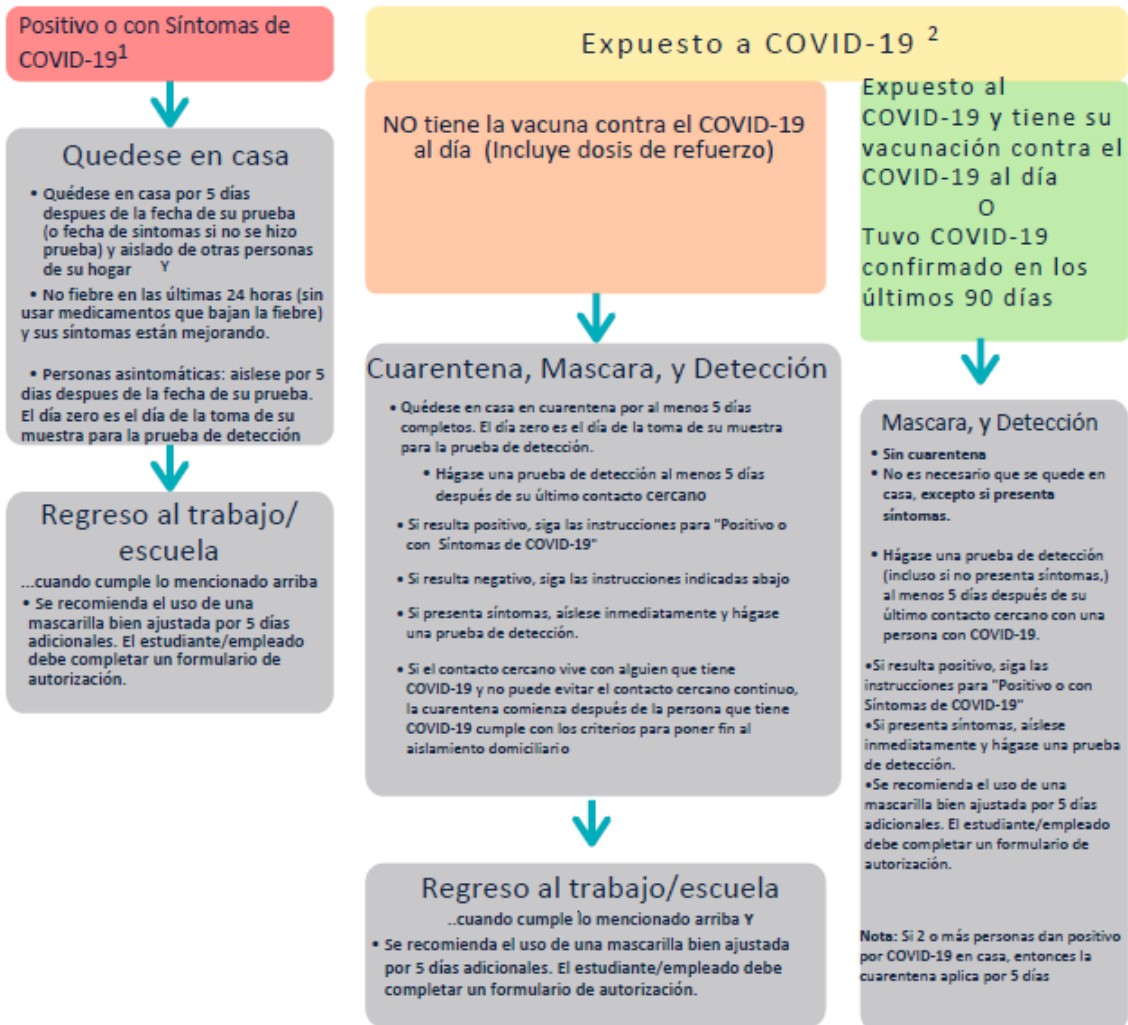 Positivo o con Síntomas de
COVID-19¹
Quedese en casa
• Quédese en casa por 5 días
despues de la fecha de su prueba
(o fecha de sintomas si no se hizo
prueba) y aislado de otras personas
de su hogar Y
• No fiebre en las últimas 24 horas (sin
usar medicamentos que bajan la fiebre)
y sus síntomas están mejorando.
• Personas asintomáticas: aislese por 5
dias despues de la fecha de su prueba.
El día zero es el día de la toma de su
muestra para la prueba de detección
Regreso al trabajo/
escuela
...cuando cumple lo mencionado arriba
• Se recomienda el uso de una
mascarilla bien ajustada por 5 días
adicionales. El estudiante/empleado
debe completar un formulario de
autorización.
Expuesto a COVID-19 ²
NO tiene la vacuna contra el COVID-19
al día (Incluye dosis de refuerzo)
Cuarentena, Mascara, y Detección
• Quédese en casa en cuarentena por al menos 5 días
completos. El día zero es el día de la toma de su muestra
para la prueba de detección.
• Hágase una prueba de detección al menos 5 días
después de su último contacto cercano
• Si resulta positivo, siga las instrucciones para "Positivo o
con Síntomas de COVID-19"
• Si resulta negativo, siga las instrucciones indicadas abajo
• Si presenta síntomas, aíslese inmediatamente y hágase
una prueba de detección.
• Si el contacto cercano vive con alguien que tiene
COVID-19 y no puede evitar el contacto cercano continuo,
la cuarentena comienza después de la persona que tiene
COVID-19 cumple con los criterios para poner fin al
aislamiento domiciliario
Regreso al trabajo/escuela
..cuando cumple lo mencionado arriba Y
• Se recomienda el uso de una mascarilla bien ajustada
por 5 días adicionales. El estudiante/empleado debe
completar un formulario de autorización.
Expuesto al
COVID-19 y tiene su
vacunación contra el
COVID-19 al día
O
Tuvo COVID-19
confirmado en los
últimos 90 días
Mascara, y Detección
• Sin cuarentena
• No es necesario que se quede en
casa, excepto si presenta
síntomas.
• Hágase una prueba de detección
(incluso si no presenta síntomas,)
al menos 5 días después de su
último contacto cercano con una
persona con COVID-19.
•Si resulta positivo, siga las
instrucciones para "Positivo o con
Síntomas de COVID-19"
•Si presenta síntomas, aíslese
inmediatamente y hágase una prueba
de detección.
•Se recomienda el uso de una
mascarilla bien ajustada por 5 días
adicionales. El estudiante/empleado
debe completar un formulario de
autorización.
Nota: Si 2 o más personas dan positivo
por COVID-19 en casa, entonces la
cuarentena aplica por 5 días